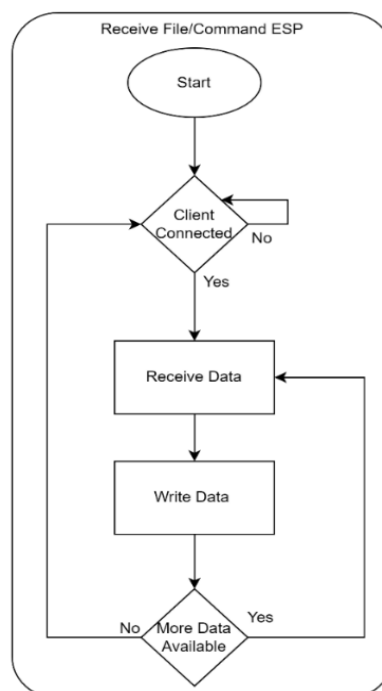 Receive File/Command ESP
Start
Client
Connected
No
Yes
Receive Data
Write Data
No
Yes
More Data
Available